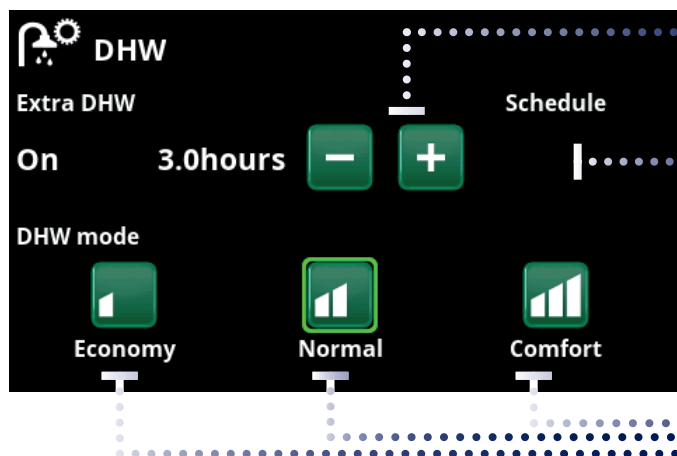 DHW
Extra DHW
Schedule
On 3.0hours − +
DHW mode
Economy Normal Comfort